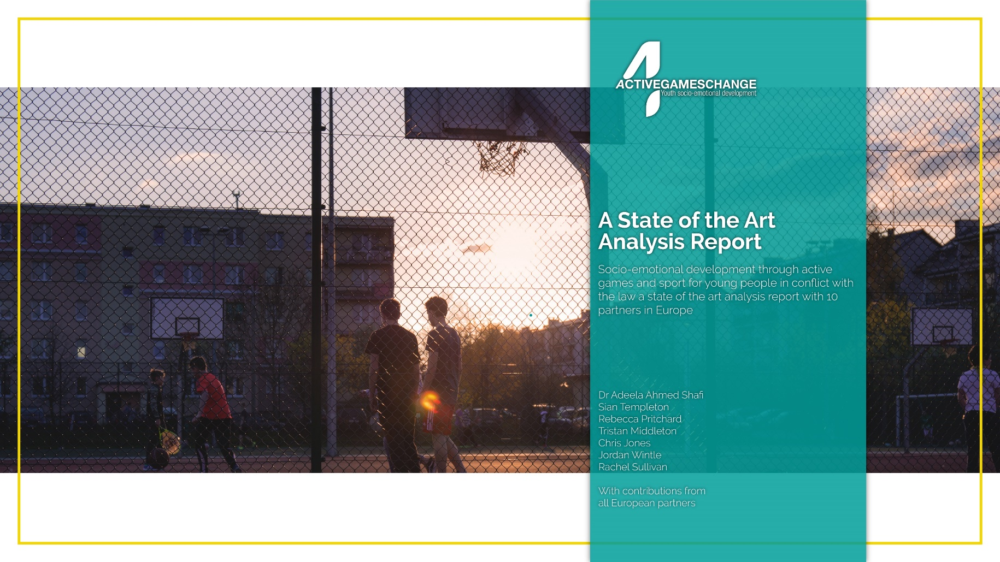 ACTIVEGAMESCHANGE
Youth socio-emotional development
A State of the Art
Analysis Report
Socio-emotional development through active
games and sport for young people in conflict with
the law a state of the art analysis report with 10
partners in Europe
Dr Adeela Ahmed Shafi
Sian Templeton
Rebecca Pritchard
Tristan Middleton
Chris Jones
Jordan Wintle
Rachel Sullivan
With contributions from
all European partners